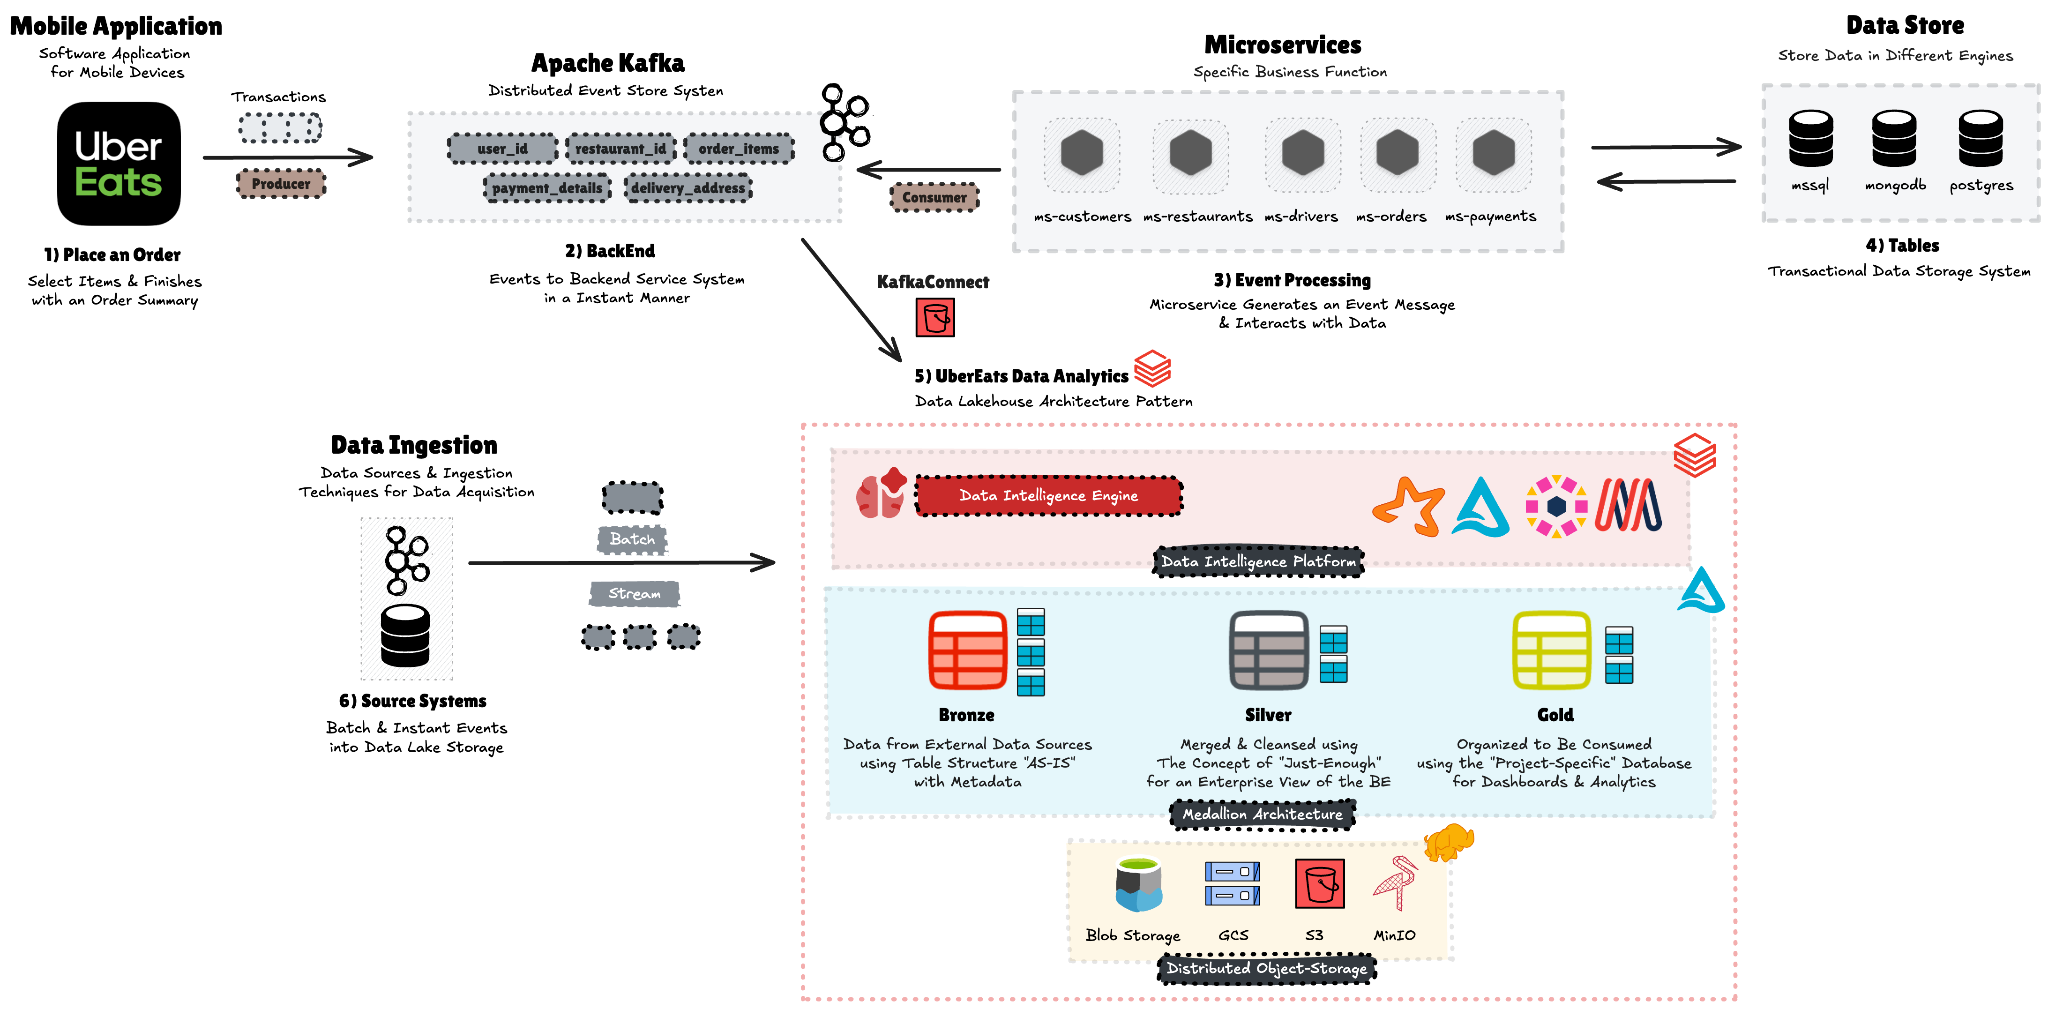 Mobile Application
Software Application
for Mobile Devices
Uber
Eats
1) Place an Order
Select Items & Finishes
with an Order Summary
Transactions
Producer
Apache Kafka
Distributed Event Store Systen
user_id
restaurant_id
order_items
payment_details
delivery_address
2) BackEnd
Events to Backend Service System
in a Instant Manner
Consumer
Microservices
Specific Business Function
ms-customers
ms-restaurants
ms-drivers
ms-orders
ms-payments
3) Event Processing
Microservice Generates an Event Message
& Interacts with Data
Data Store
Store Data in Different Engines
mssql
mongodb
postgres
4) Tables
Transactional Data Storage System
KafkaConnect
5) UberEats Data Analytics
Data Lakehouse Architecture Pattern
Data Ingestion
Data Sources & Ingestion
Techniques for Data Acquisition
Batch
Stream
6) Source Systems
Batch & Instant Events
into Data Lake Storage
Data Intelligence Engine
Data Intelligence Platform
Bronze
Data from External Data Sources
using Table Structure "AS-IS"
with Metadata
Silver
Merged & Cleansed using
The Concept of "Just-Enough"
for an Enterprise View of the BE
Gold
Organized to Be Consumed
using the "Project-Specific" Database
for Dashboards & Analytics
Medallion Architecture
Blob Storage
GCS
S3
MinIO
Distributed Object-Storage